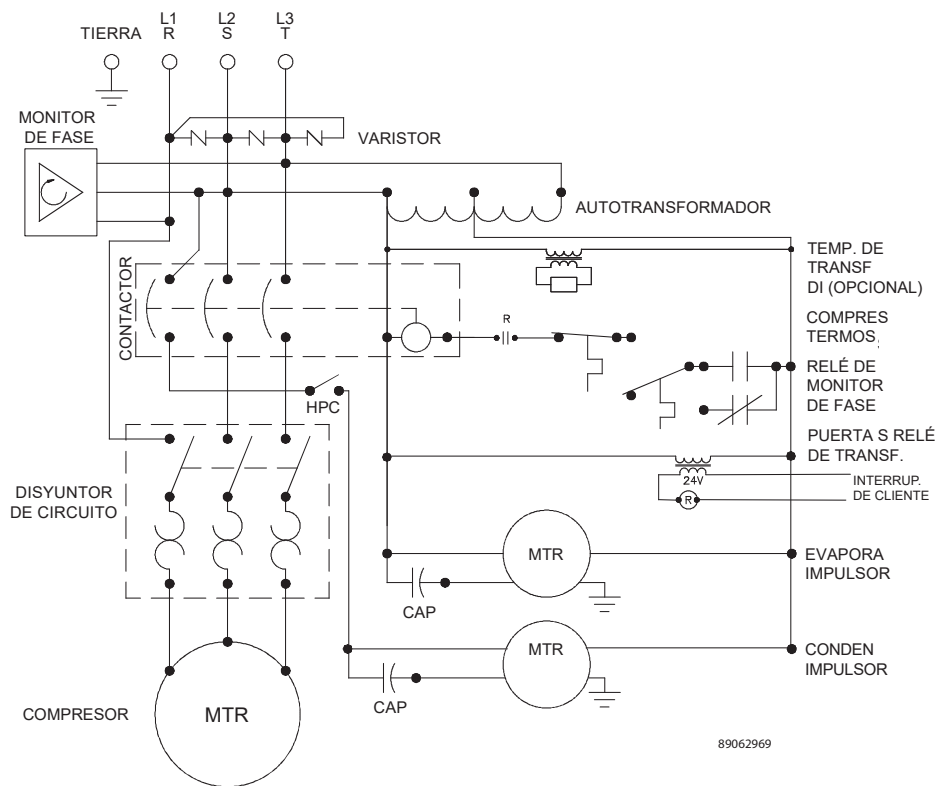 L1
L2
L3
TIERRA
R
S
T
MONITOR
DE FASE
VARISTOR
AUTOTRANSFORMADOR
TEMP. DE
TRANSF
DI (OPCIONAL)
CONTACTOR
R
COMPRES
TERMOS
HPC
RELÉ DE
MONITOR
DE FASE
PUERTA S RELÉ
DE TRANSF.
24V
R
INTERRUP.
DE CLIENTE
DISYUNTOR
DE CIRCUITO
MTR
EVAPORA
IMPULSOR
CAP
MTR
CONDEN
IMPULSOR
CAP
COMPRESOR
MTR
89062969